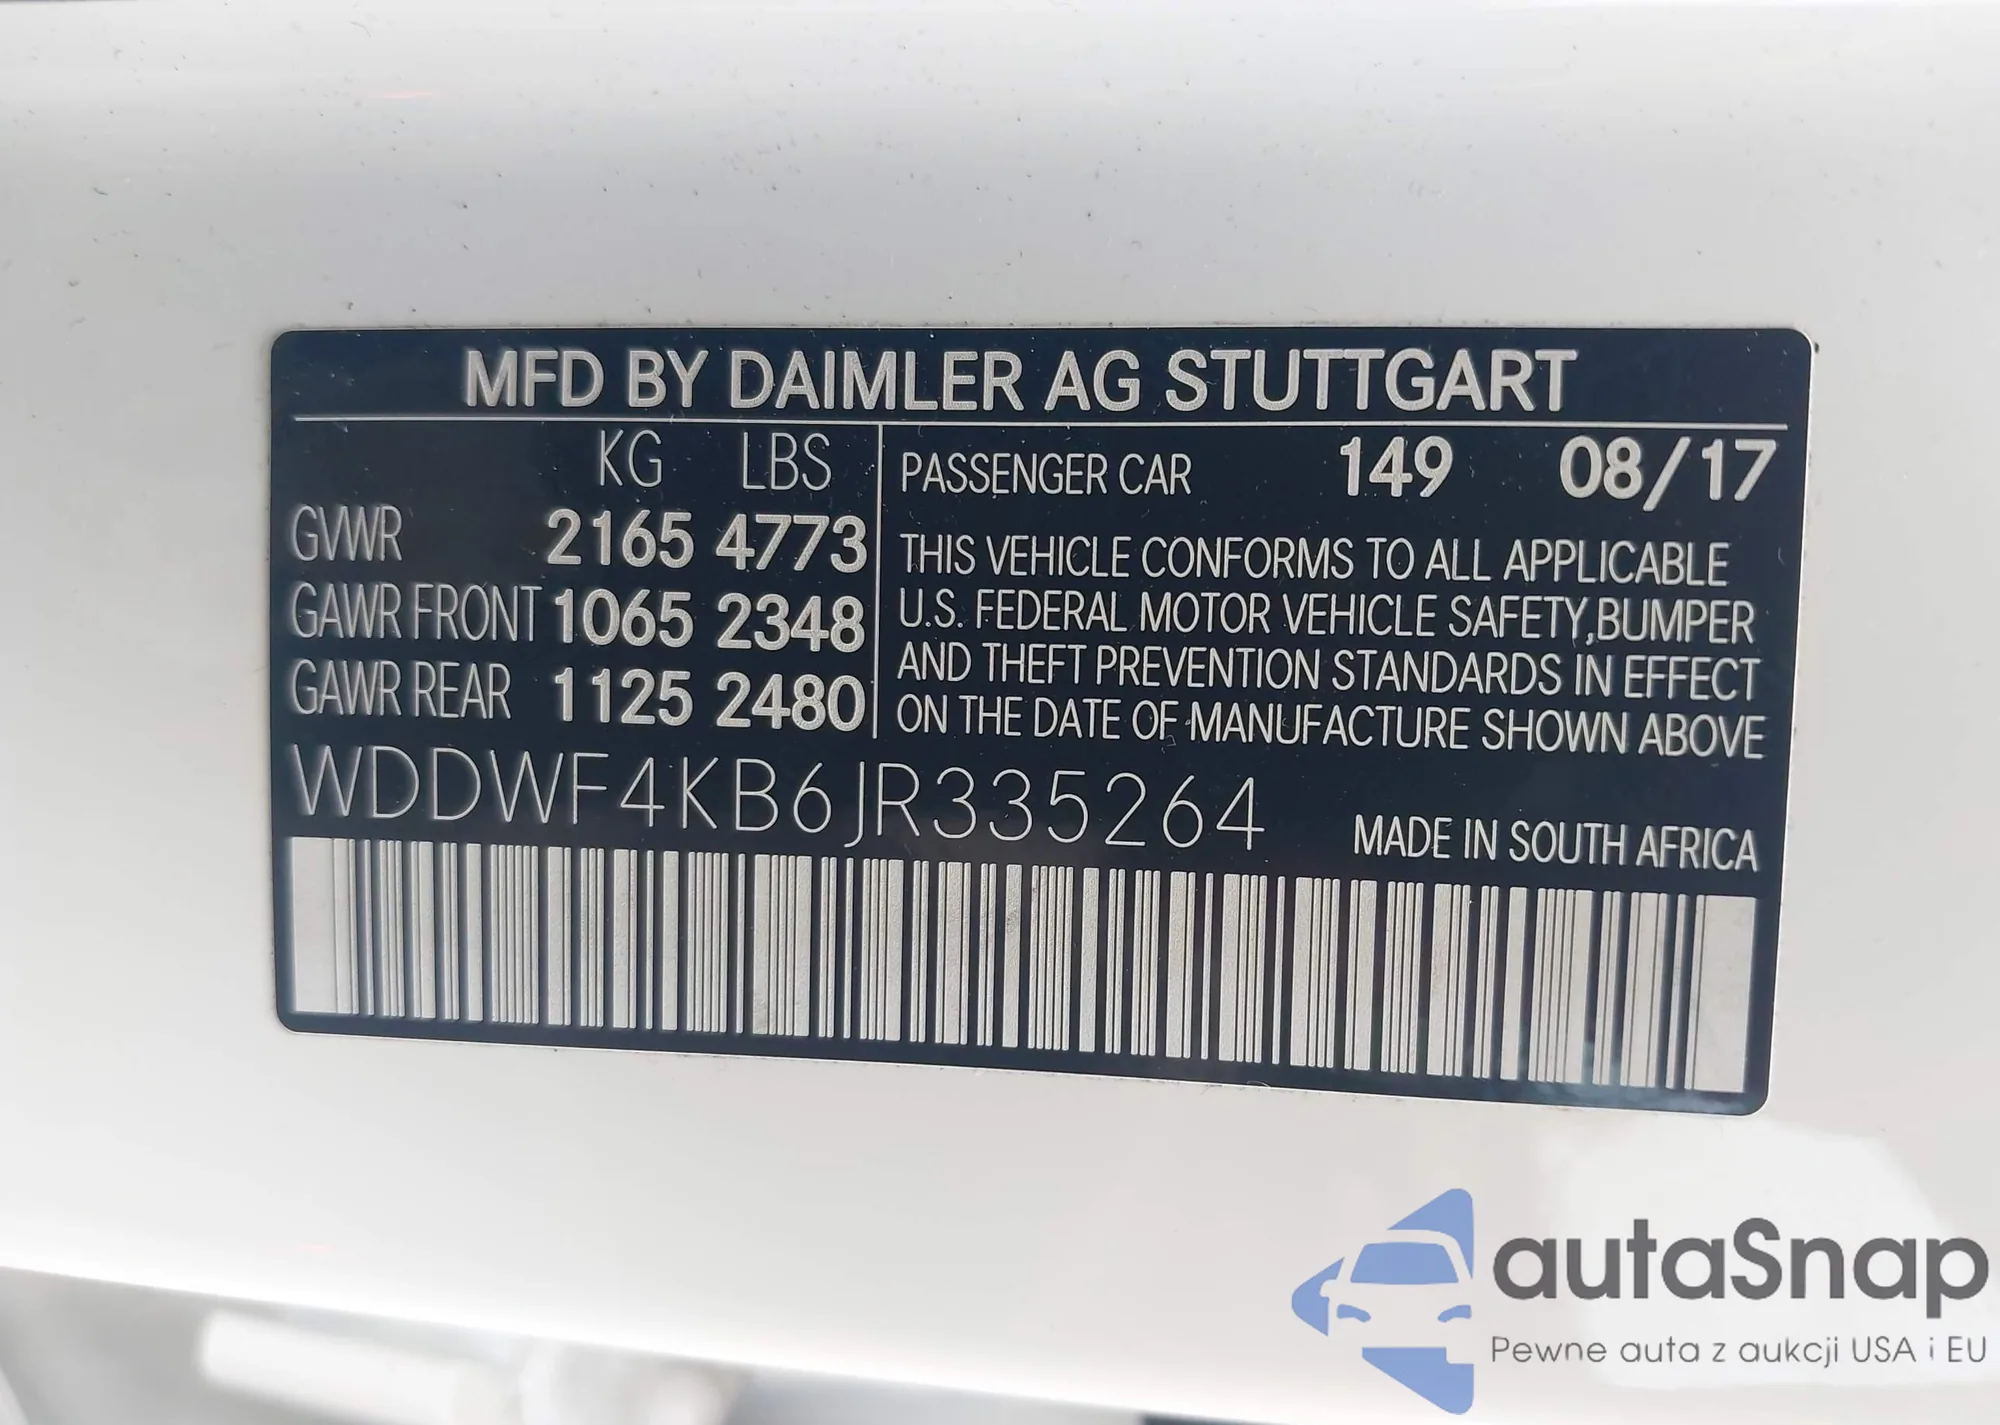 MFD BY DAIMLER AG STUTTGART
KG LBS
GVWR 2165 4773
GAWR FRONT 1065 2348
GAWR REAR 1125 2480
PASSENGER CAR 149 08/17
THIS VEHICLE CONFORMS TO ALL APPLICABLE
U.S. FEDERAL MOTOR VEHICLE SAFETY,BUMPER
AND THEFT PREVENTION STANDARDS IN EFFECT
ON THE DATE OF MANUFACTURE SHOWN ABOVE
WDDWF4KB6JR335264
MADE IN SOUTH AFRICA
autaSnap
Pewne auta z aukcji USA i EU